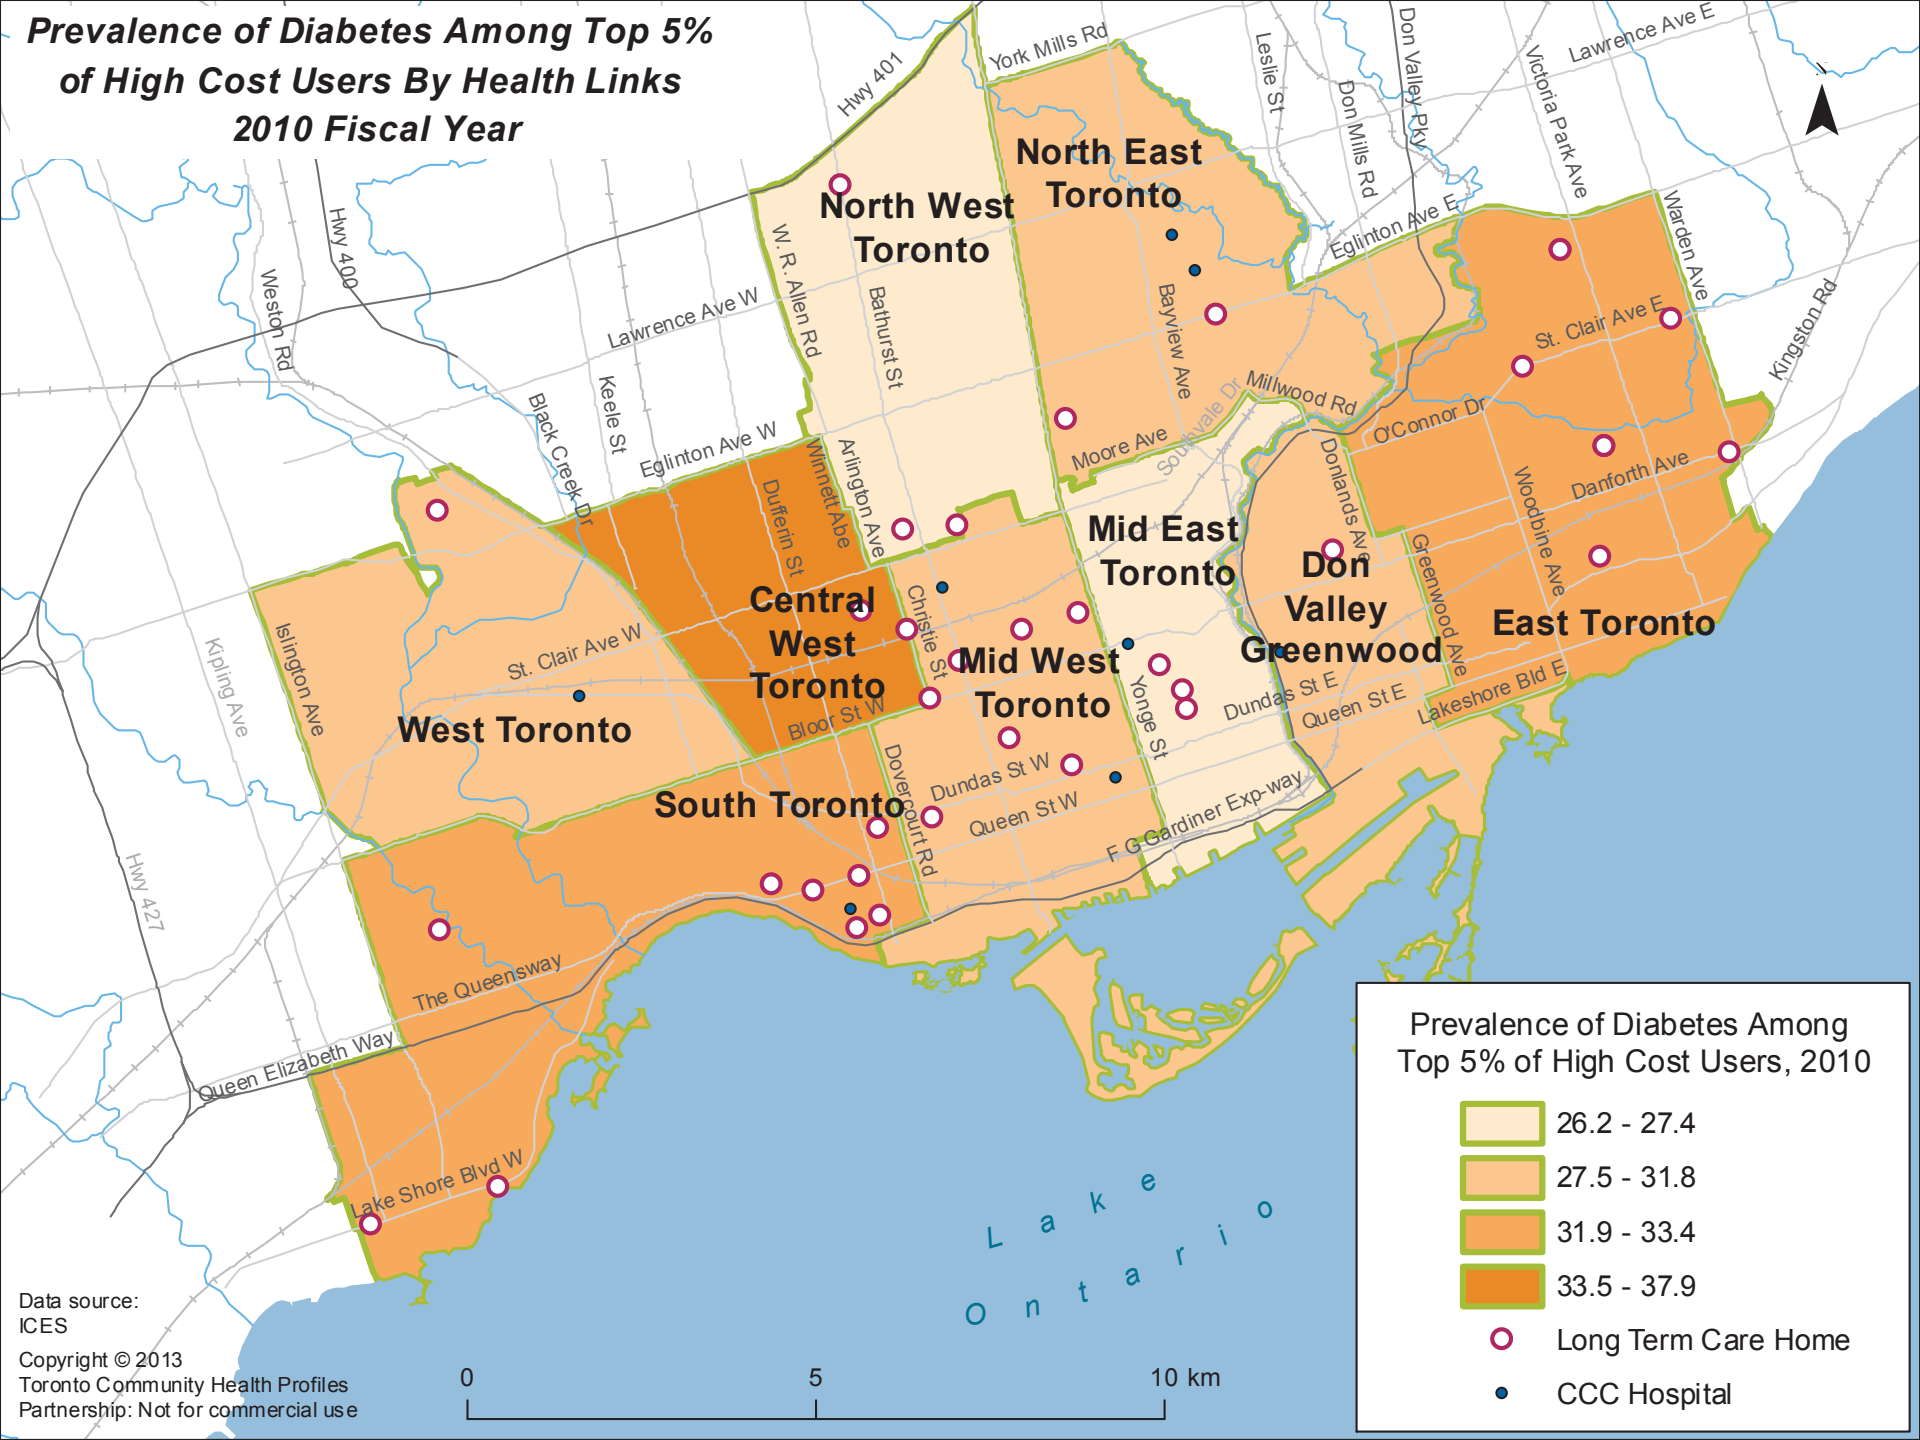 Prevalence of Diabetes Among Top 5%
of High Cost Users By Health Links
2010 Fiscal Year
Hwy 401
York Mills Rd
Leslie St
Don Mills Rd
Don Valley Pky
Victoria Park Ave
Lawrence Ave E
N
North East
Toronto
North West
Toronto
Hwy 400
Weston Rd
Lawrence Ave W
W. R. Allen Rd
Bathurst St
Bayview Ave
Eglinton Ave E
Warden Ave
Kingston Rd
St. Clair Ave E
Black Creek Dr
Keele St
Eglinton Ave W
Winnett Abe
Arlington Ave
Dufferin St
Moore Ave
Southvale Dr
Millwood Rd
O'Connor Dr
Donlands Ave
Danforth Ave
Woodbine Ave
Greenwood Ave
Mid East
Toronto
Don
Valley
Greenwood
East Toronto
Central
West
Toronto
Christie St
Mid West
Toronto
Kipling Ave
Islington Ave
St. Clair Ave W
West Toronto
Bloor St W
Yonge St
Dundas St E
Queen St E
Lakeshore Bld E
South Toronto
Dovercourt Rd
Dundas St W
Queen St W
F G Gardiner Exp-way
Hwy 427
The Queensway
Queen Elizabeth Way
Lake Shore Blvd W
Lake
Ontario
Prevalence of Diabetes Among
Top 5% of High Cost Users, 2010
26.2 - 27.4
27.5 - 31.8
31.9 - 33.4
33.5 - 37.9
Long Term Care Home
CCC Hospital
Data source:
ICES
Copyright © 2013
Toronto Community Health Profiles
Partnership: Not for commercial use
0 5 10 km